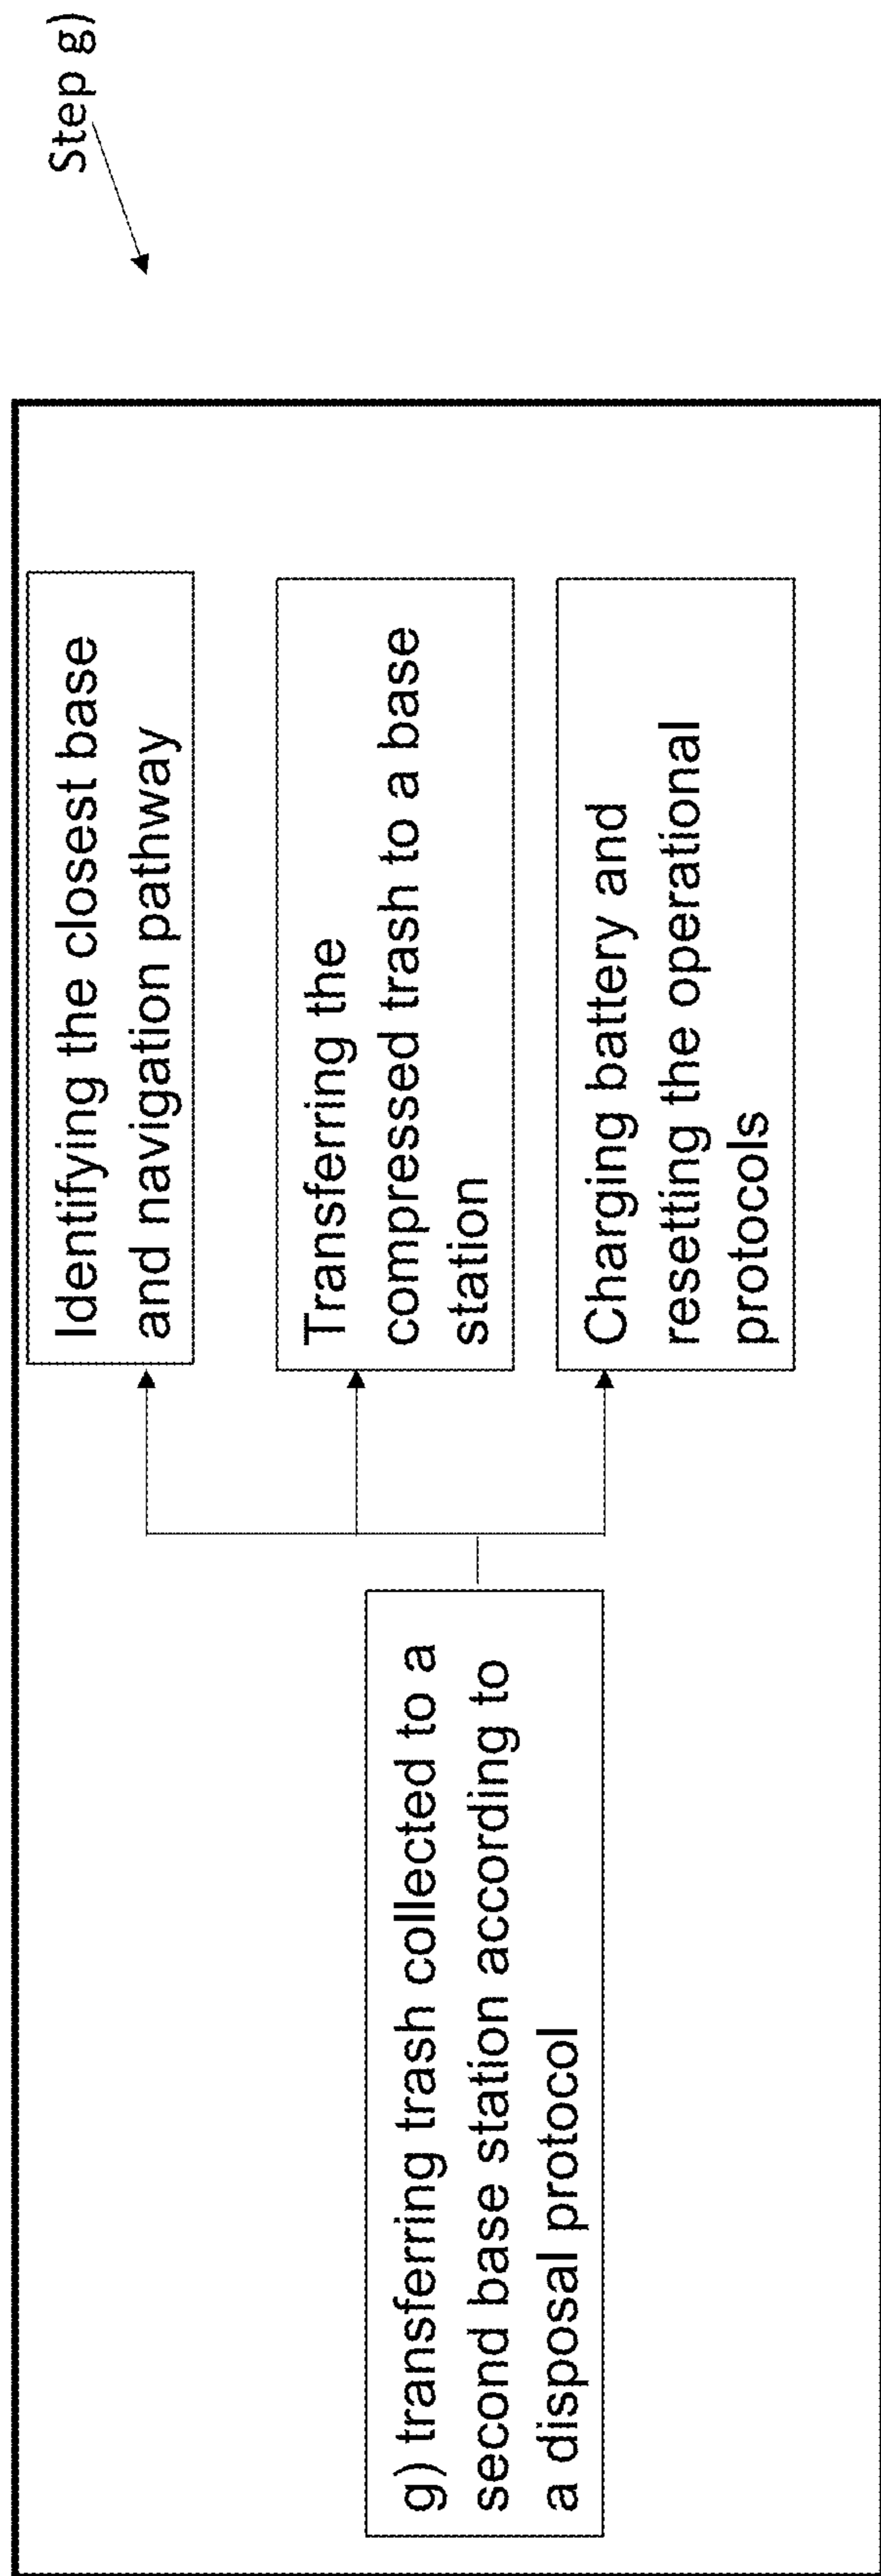 Step g)
g) transferring trash collected to a
second base station according to
a disposal protocol
Identifying the closest base
and navigation pathway
Transferring the
compressed trash to a base
station
Charging battery and
resetting the operational
protocols